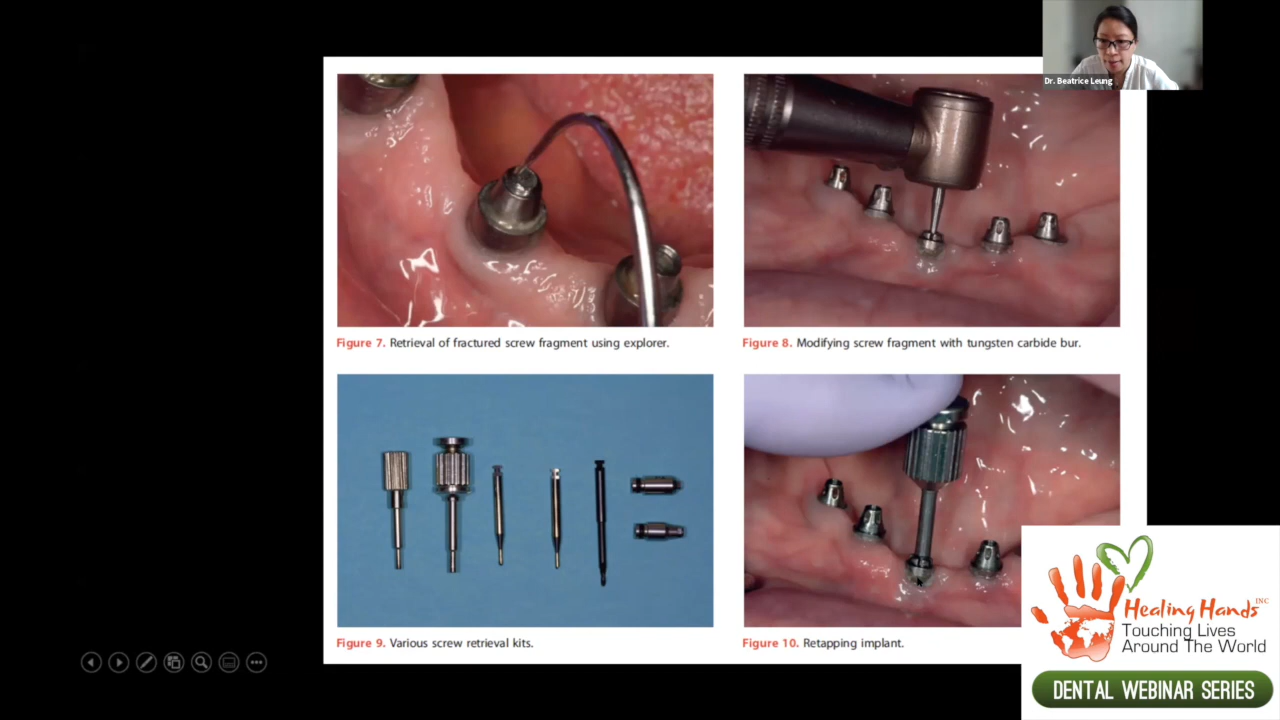 Dr. Beatrice Leung
Figure 7. Retrieval of fractured screw fragment using explorer.
Figure 8. Modifying screw fragment with tungsten carbide bur.
Figure 9. Various screw retrieval kits.
Figure 10. Retapping implant.
Healing Hands INC
Touching Lives
Around The World
DENTAL WEBINAR SERIES